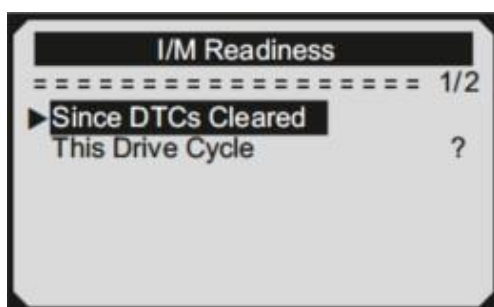 I/M Readiness
= = = = = = = = = = = = = = = = = = 1/2
▶Since DTCs Cleared
This Drive Cycle ?